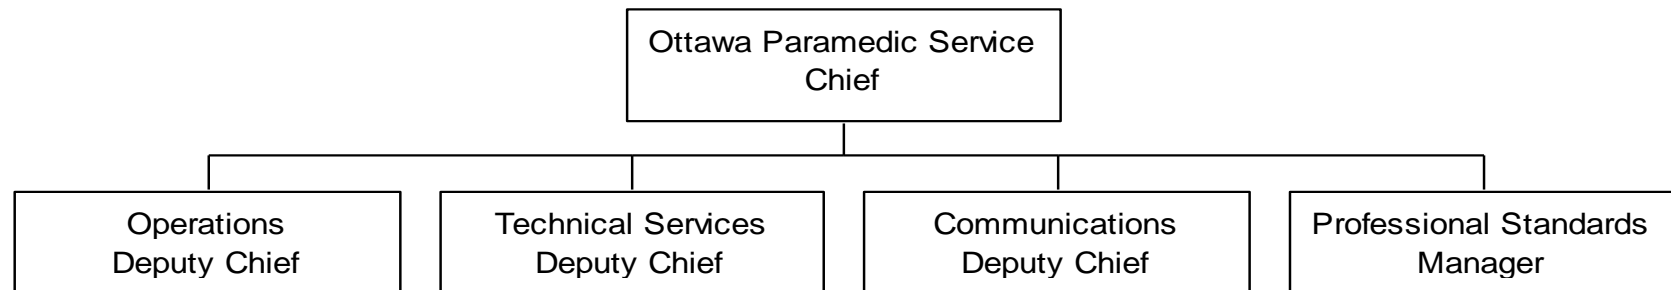 Ottawa Paramedic Service
Chief
Operations
Deputy Chief
Technical Services
Deputy Chief
Communications
Deputy Chief
Professional Standards
Manager